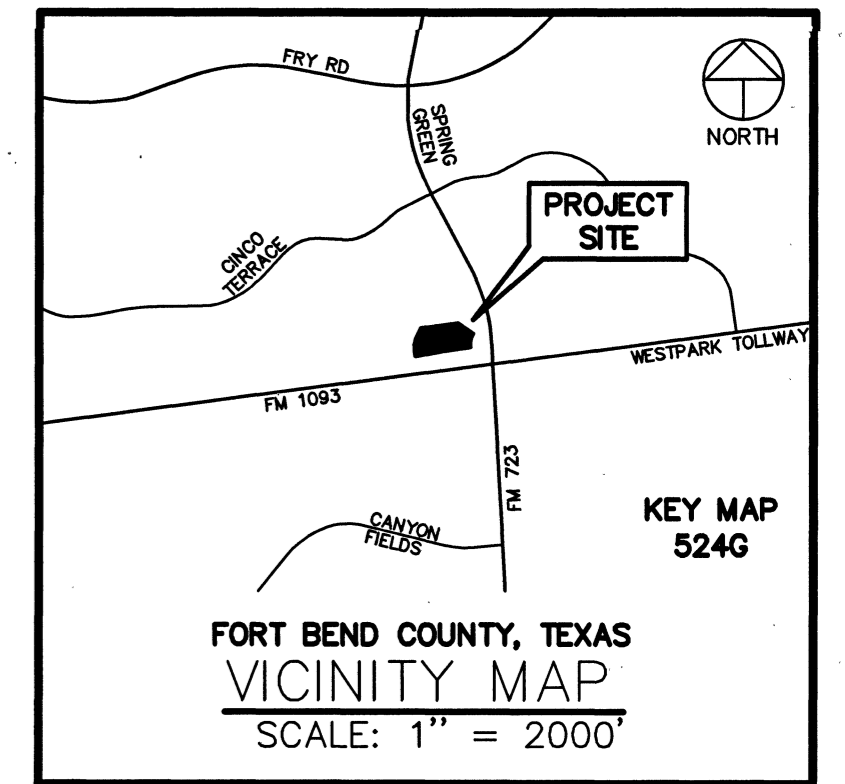 FRY RD
SPRING
GREEN
NORTH
PROJECT
SITE
CINCO
TERRACE
WESTPARK TOLLWAY
FM 1093
FM 723
KEY MAP
524G
CANYON
FIELDS
FORT BEND COUNTY, TEXAS
VICINITY MAP
SCALE: 1" = 2000'